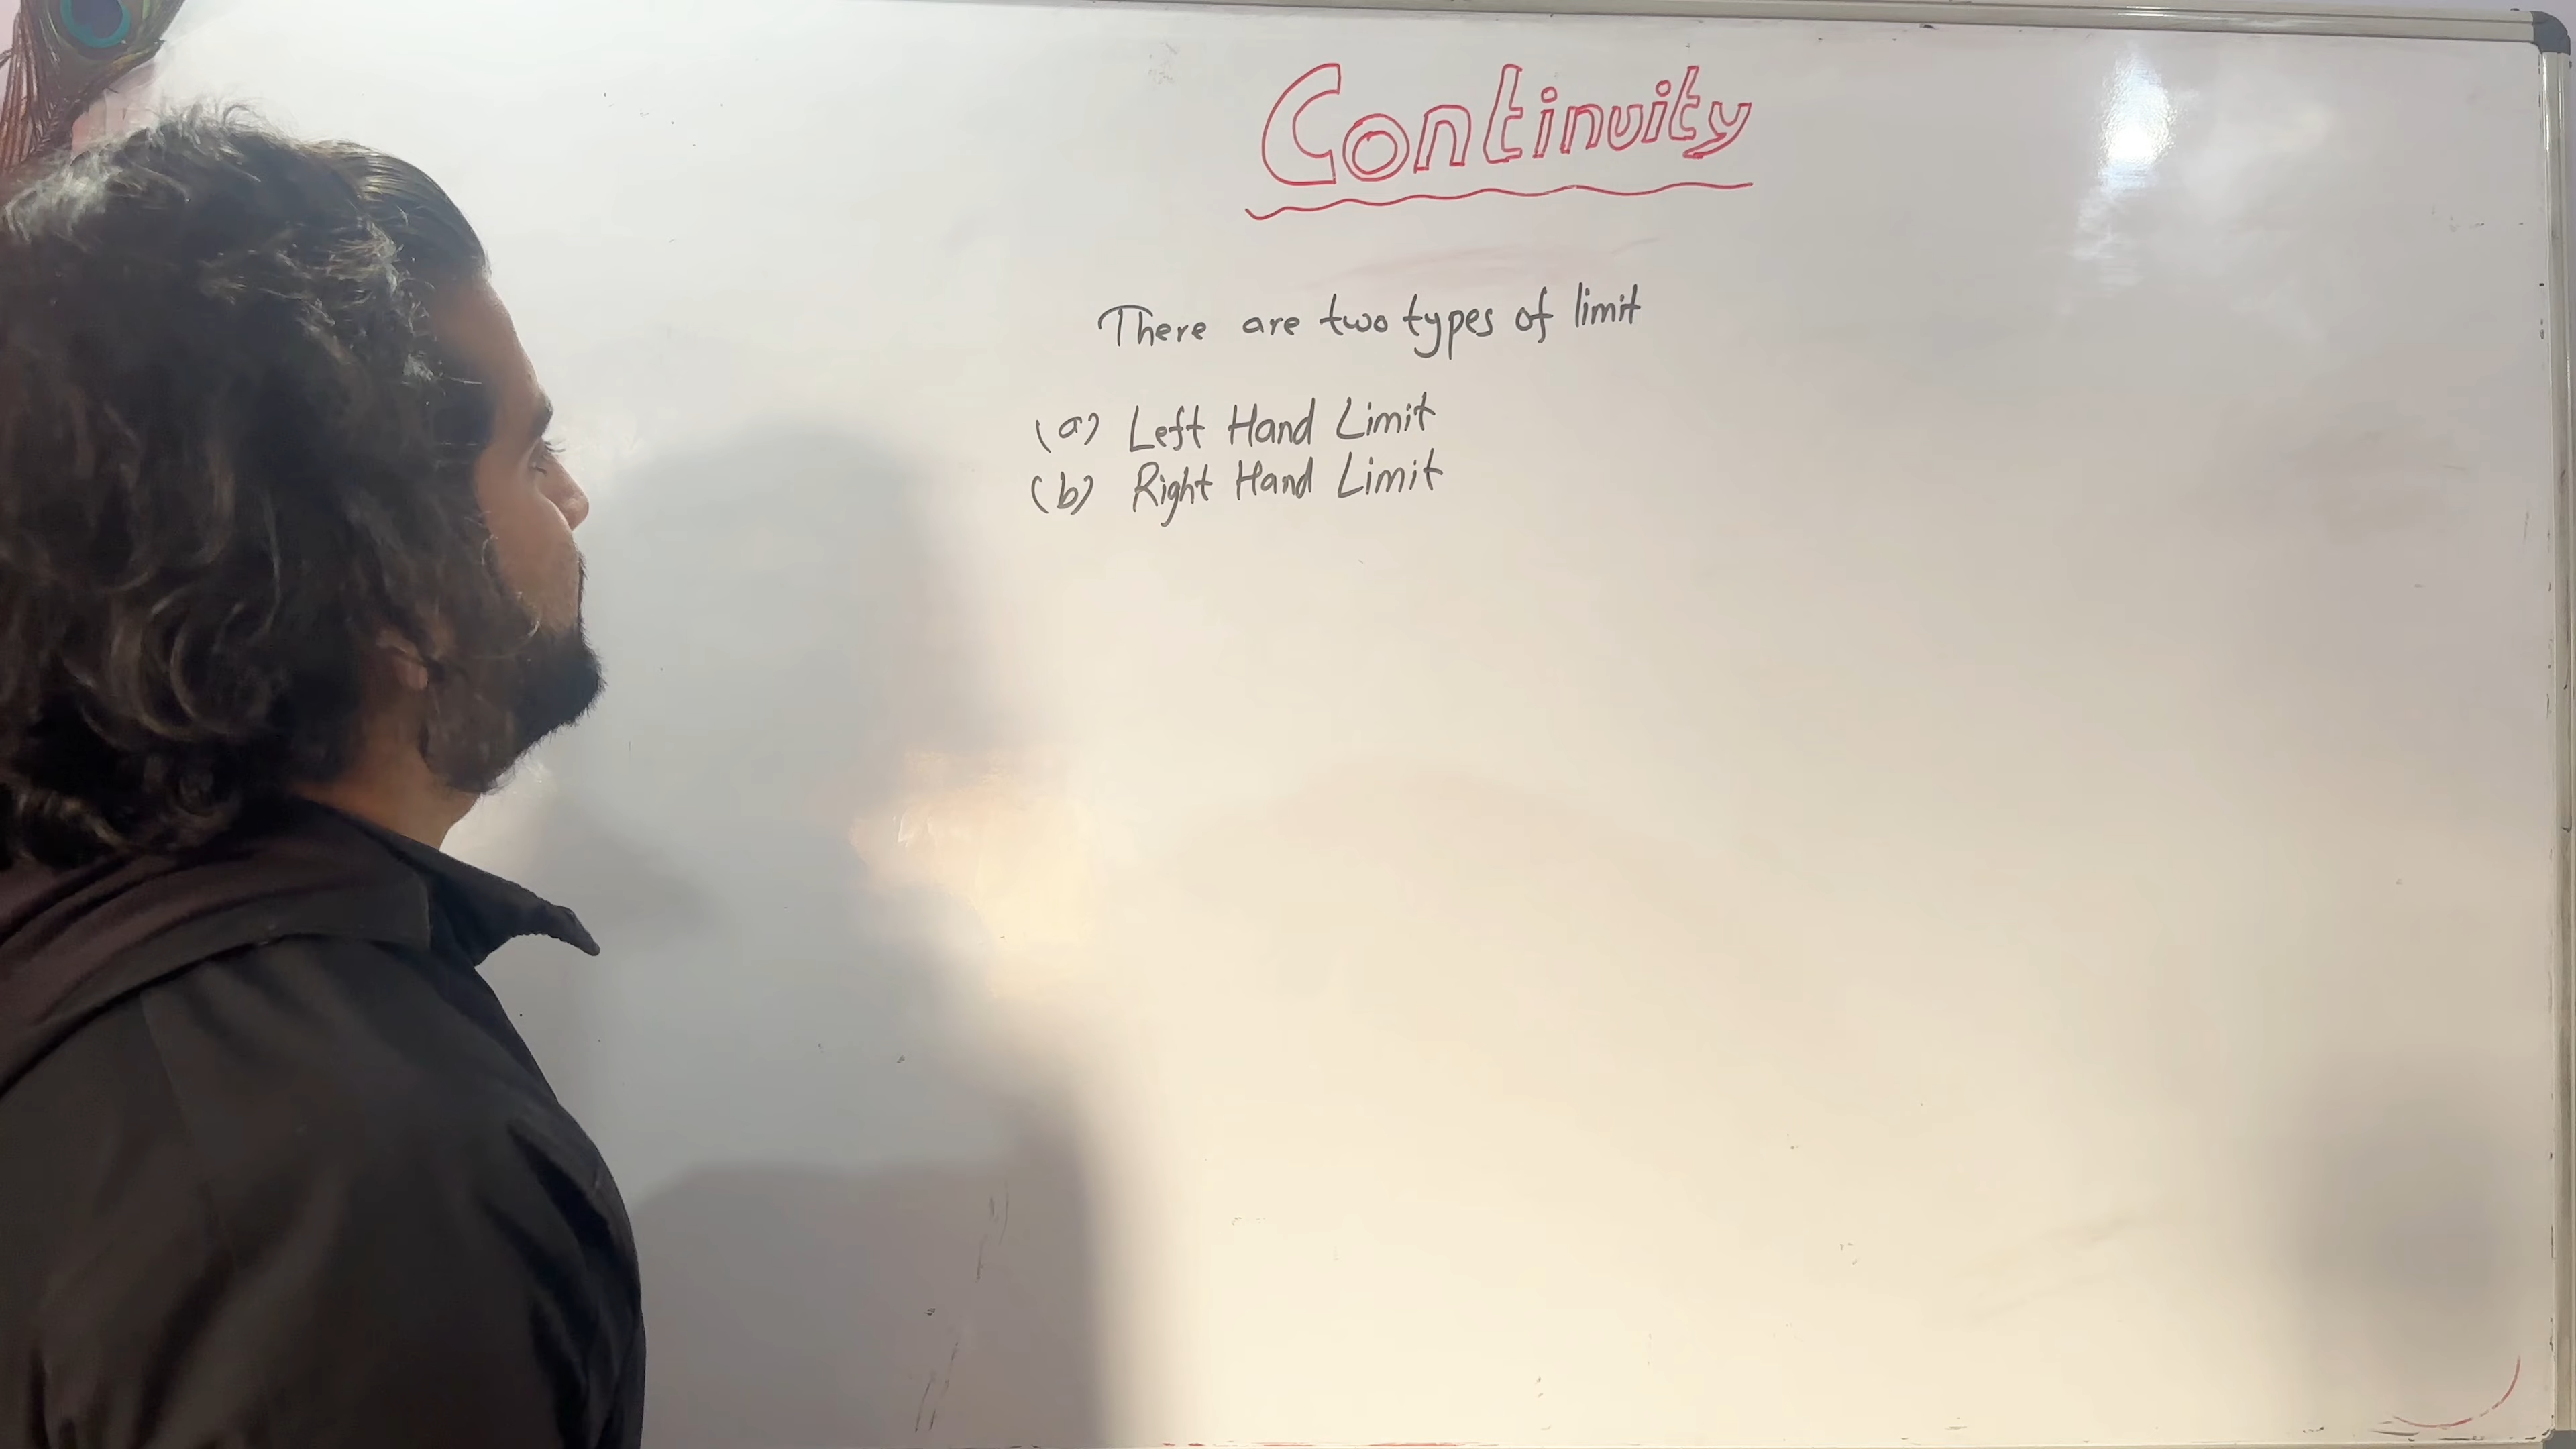 Continuity
There are two types of limit
(a) Left Hand Limit
(b) Right Hand Limit